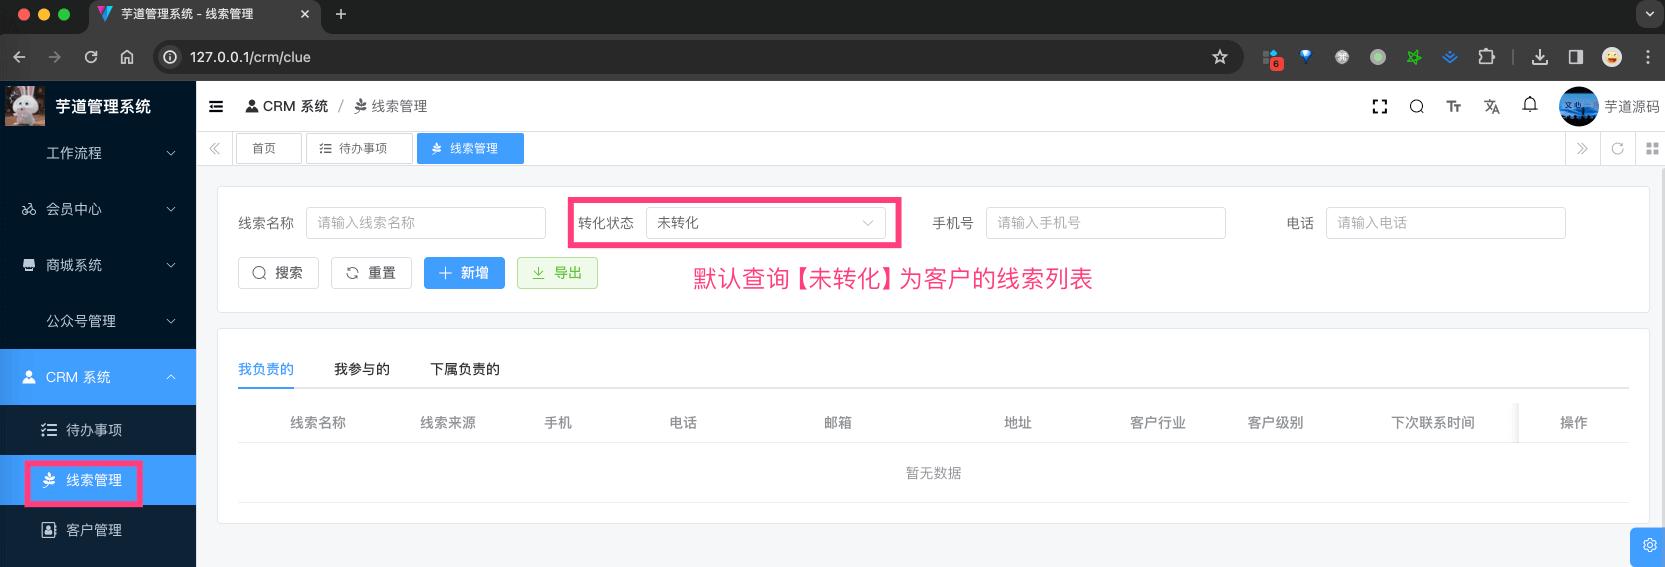 芋道管理系统 - 线索管理
127.0.0.1/crm/clue
6
芋道管理系统
CRM 系统 / 线索管理
芋道源码
首页
待办事项
线索管理
工作流程
会员中心
商城系统
公众号管理
CRM 系统
待办事项
线索管理
客户管理
线索名称 请输入线索名称 转化状态 未转化 手机号 请输入手机号 电话 请输入电话
搜索 重置 新增 导出
默认查询【未转化】为客户的线索列表
我负责的 我参与的 下属负责的
线索名称 线索来源 手机 电话 邮箱 地址 客户行业 客户级别 下次联系时间 操作
暂无数据